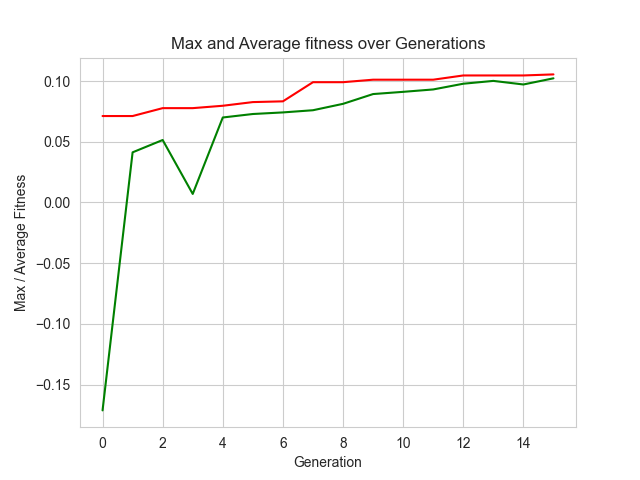 Max and Average fitness over Generations
0.10
0.05
0.00
−0.05
−0.10
−0.15
Max / Average Fitness
0 2 4 6 8 10 12 14
Generation